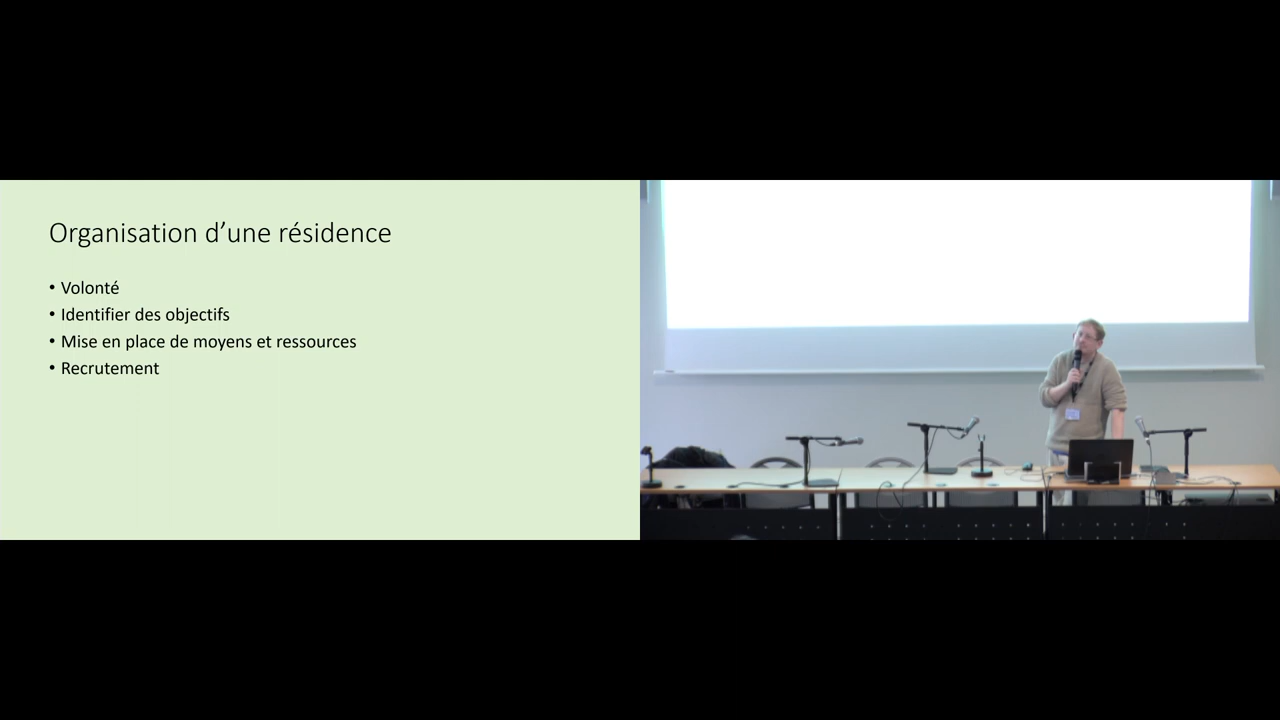 Organisation d’une résidence
• Volonté
• Identifier des objectifs
• Mise en place de moyens et ressources
• Recrutement